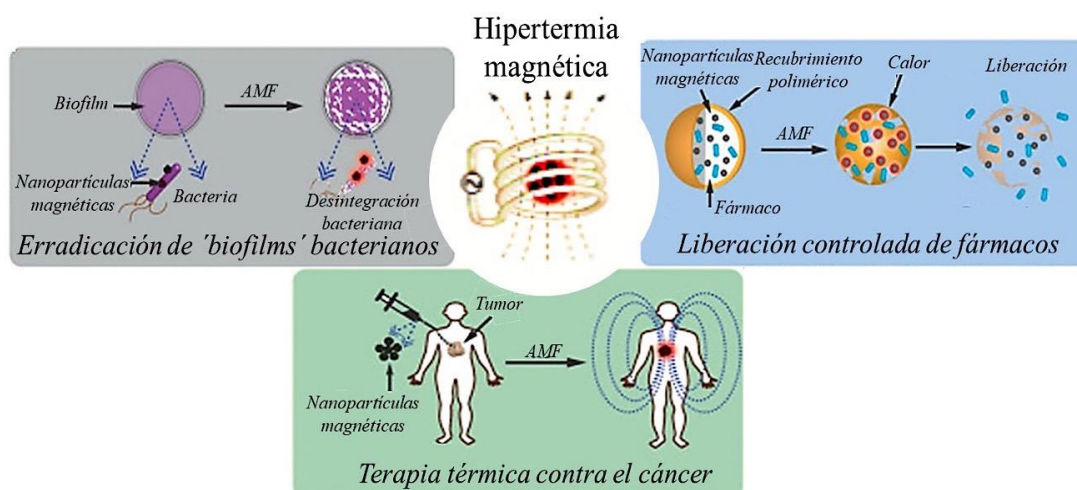 Hipertermia
magnética
Biofilm
AMF
Nanopartículas
magnéticas
Bacteria
Desintegración
bacteriana
Erradicación de ´biofilms´ bacterianos
Nanopartículas
magnéticas
Recubrimiento
polimérico
Calor
Liberación
AMF
Fármaco
Liberación controlada de fármacos
Tumor
AMF
Nanopartículas
magnéticas
Terapia térmica contra el cáncer